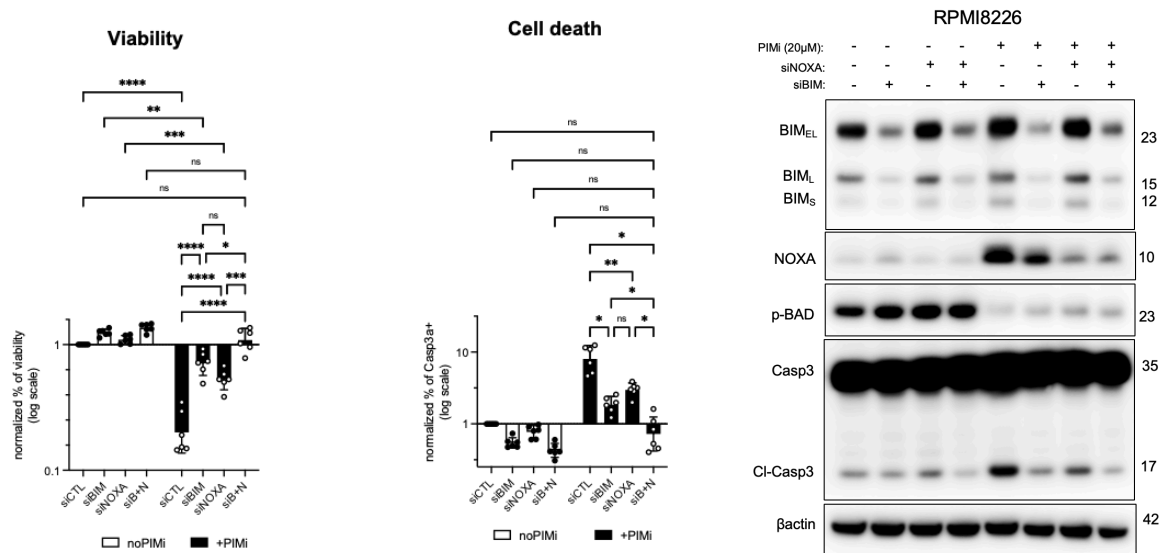 Viability
****
**
***
ns
ns
ns
****
*
****
***
****
normalized % of viability
(log scale)
1
0.1
siCTL
siBIM
siNOXA
siB+N
siCTL
siBIM
siNOXA
siB+N
noPIMi
+PIMi
Cell death
ns
ns
ns
ns
*
**
*
*
ns
*
normalized % of Casp3a+
(log scale)
10
1
siCTL
siBIM
siNOXA
siB+N
siCTL
siBIM
siNOXA
siB+N
noPIMi
+PIMi
RPMI8226
PIMi (20µM): - - - - + + + +
siNOXA: - - + + - - + +
siBIM: - + - + - + - +
BIMEL 23
BIML 15
BIMS 12
NOXA 10
p-BAD 23
Casp3 35
Cl-Casp3 17
βactin 42